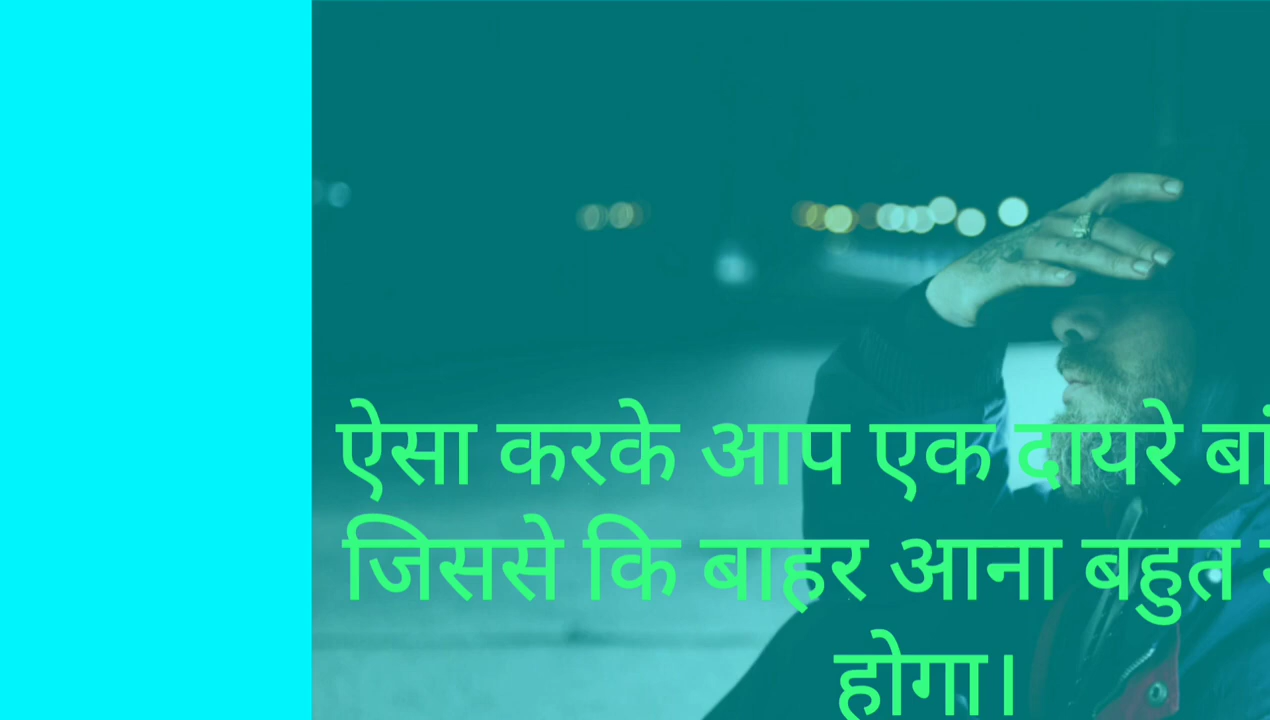 ऐसा करके आप एक दायरे
जिससे कि बाहर आना बहुत
होगा।